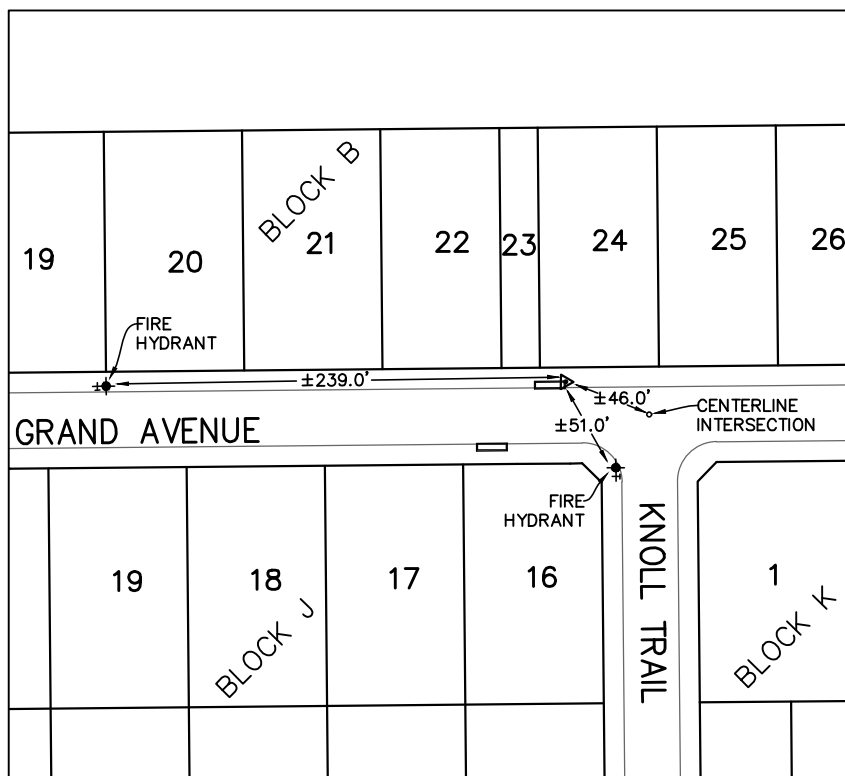 BLOCK B
19
20
21
22
23
24
25
26
FIRE
HYDRANT
±239.0'
±46.0'
CENTERLINE
INTERSECTION
±51.0'
GRAND AVENUE
FIRE
HYDRANT
KNOLL TRAIL
19
18
17
16
1
BLOCK J
BLOCK K